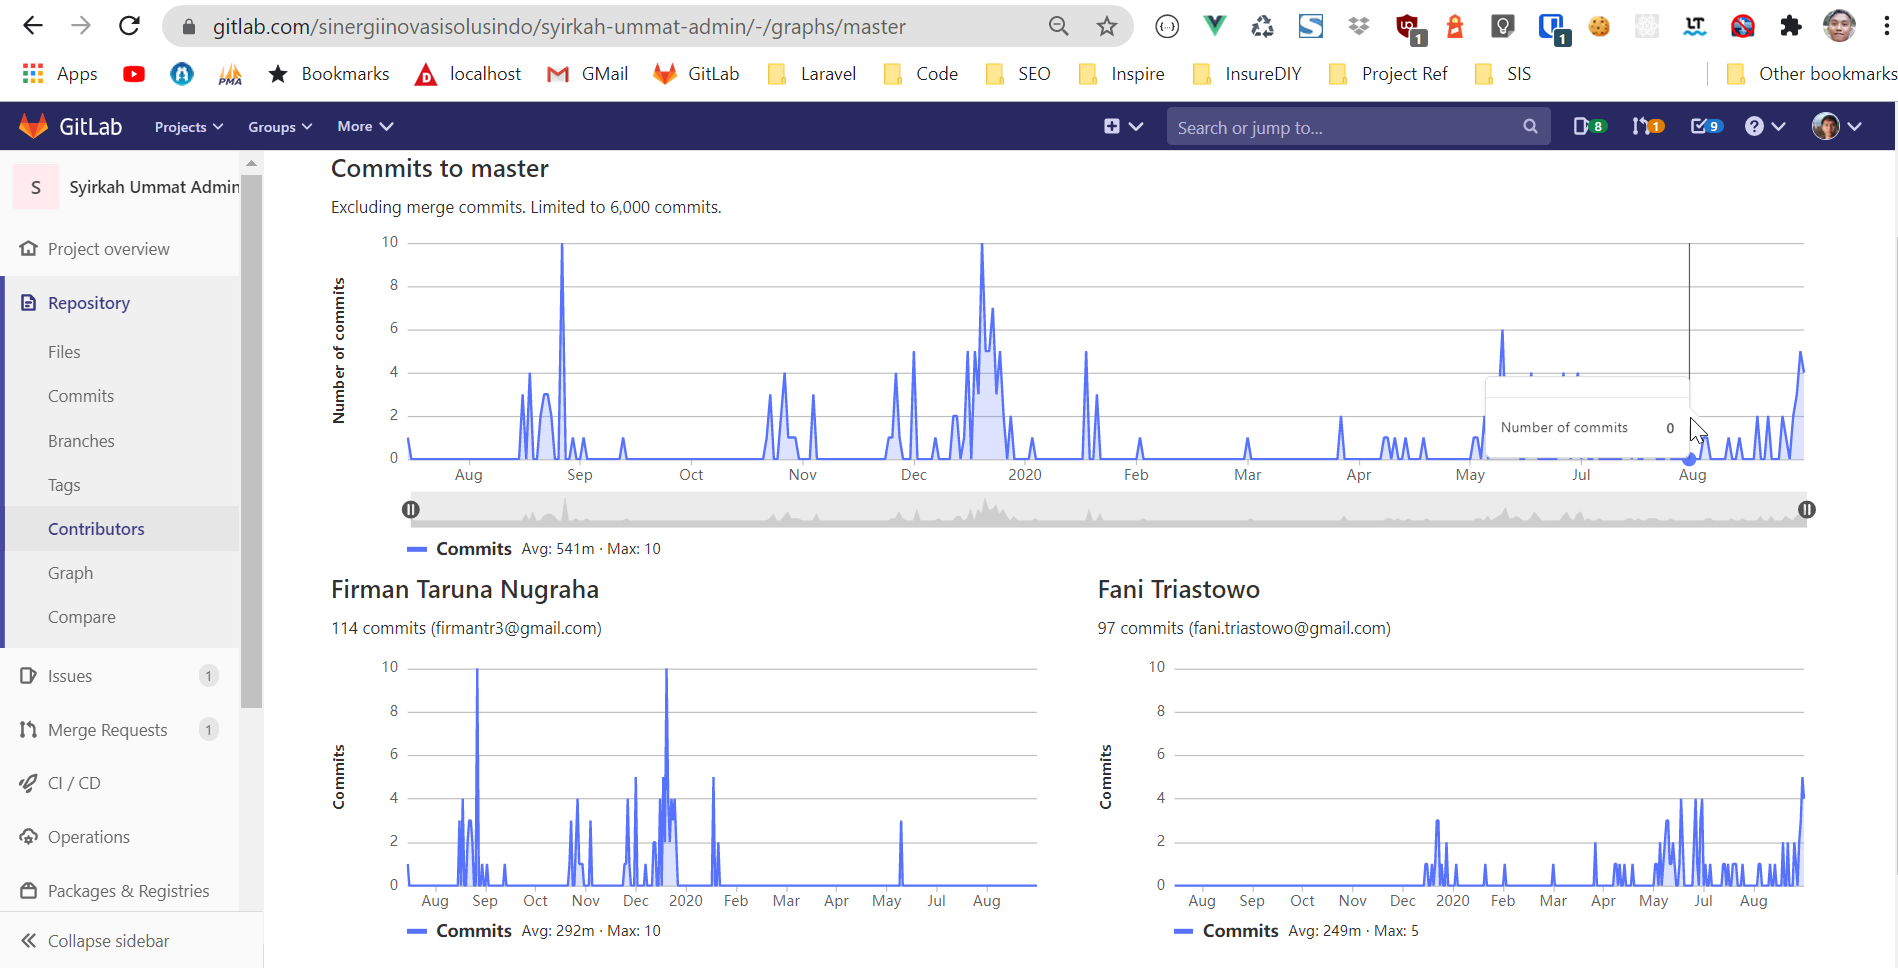 gitlab.com/sinergiinovasisolusindo/syirkah-ummat-admin/-/graphs/master
1
1
Apps
PMA
Bookmarks
localhost
GMail
GitLab
Laravel
Code
SEO
Inspire
InsureDIY
Project Ref
SIS
Other bookmarks
GitLab
Projects
Groups
More
Search or jump to...
8
1
9
S
Syirkah Ummat Admin
Project overview
Repository
Files
Commits
Branches
Tags
Contributors
Graph
Compare
Issues 1
Merge Requests 1
CI / CD
Operations
Packages & Registries
Collapse sidebar
Commits to master
Excluding merge commits. Limited to 6,000 commits.
Number of commits
10
8
6
4
2
0
Aug Sep Oct Nov Dec 2020 Feb Mar Apr May Jul Aug
Number of commits 0
Commits Avg: 541m · Max: 10
Firman Taruna Nugraha
114 commits (firmantr3@gmail.com)
Commits
10
8
6
4
2
0
Aug Sep Oct Nov Dec 2020 Feb Mar Apr May Jul Aug
Commits Avg: 292m · Max: 10
Fani Triastowo
97 commits (fani.triastowo@gmail.com)
Commits
10
8
6
4
2
0
Aug Sep Oct Nov Dec 2020 Feb Mar Apr May Jul Aug
Commits Avg: 249m · Max: 5